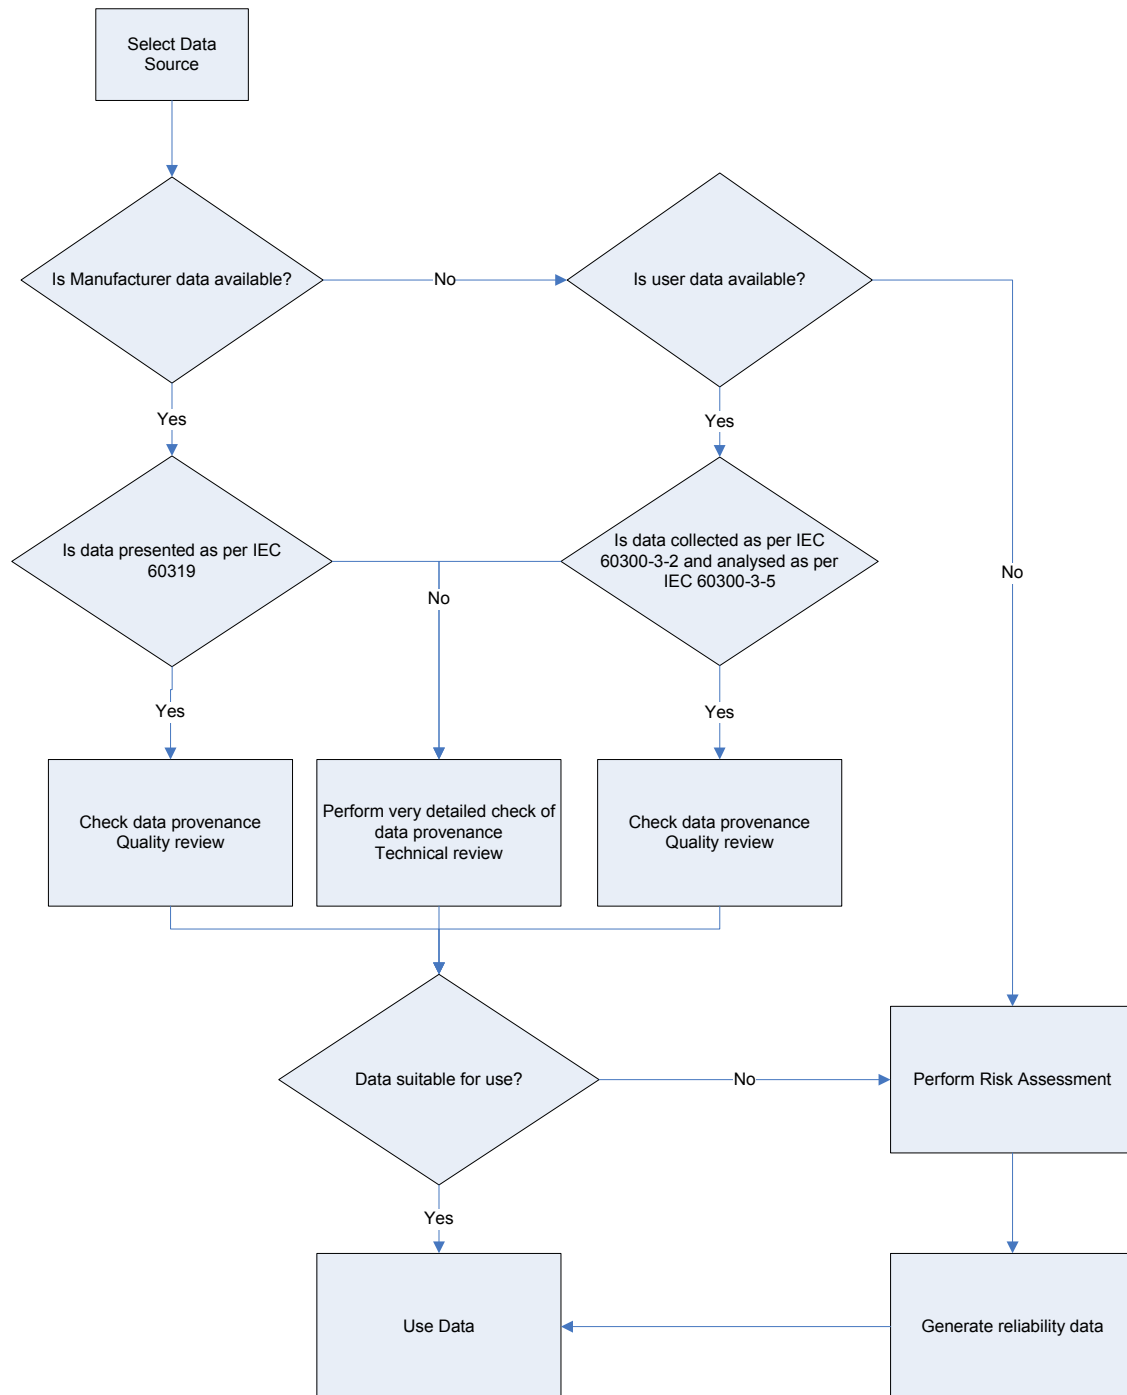 Select Data
Source
Is Manufacturer data available?
No
Is user data available?
Yes
Yes
Is data presented as per IEC
60319
No
Is data collected as per IEC
60300-3-2 and analysed as per
IEC 60300-3-5
No
Yes
Yes
Check data provenance
Quality review
Perform very detailed check of
data provenance
Technical review
Check data provenance
Quality review
Data suitable for use?
No
Perform Risk Assessment
Yes
Use Data
Generate reliability data